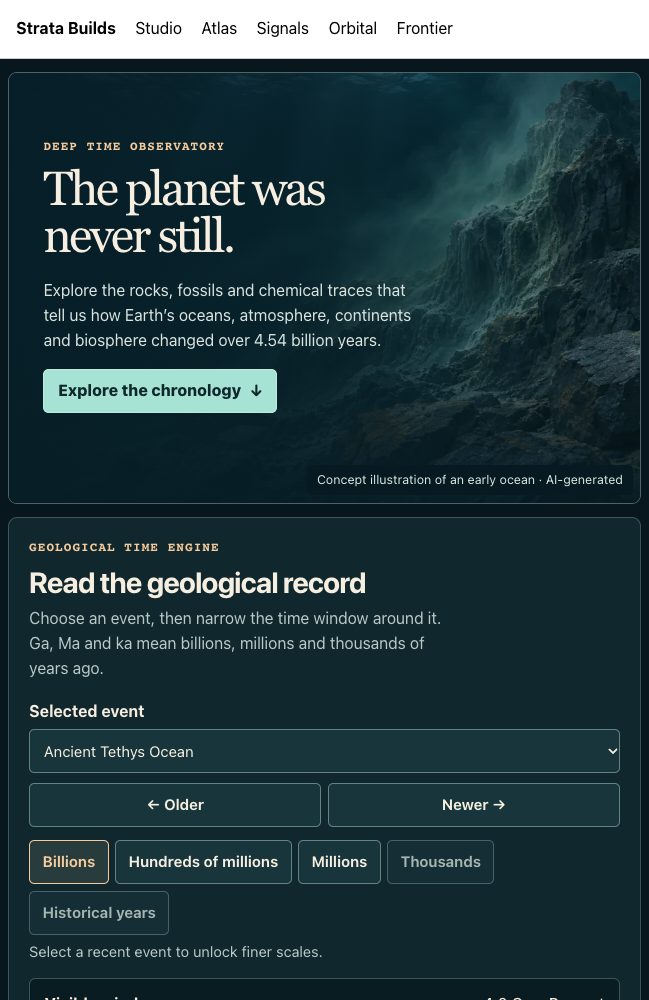 Strata Builds Studio Atlas Signals Orbital Frontier
DEEP TIME OBSERVATORY
The planet was
never still.
Explore the rocks, fossils and chemical traces that
tell us how Earth’s oceans, atmosphere, continents
and biosphere changed over 4.54 billion years.
Explore the chronology ↓
Concept illustration of an early ocean · AI-generated
GEOLOGICAL TIME ENGINE
Read the geological record
Choose an event, then narrow the time window around it.
Ga, Ma and ka mean billions, millions and thousands of
years ago.
Selected event
Ancient Tethys Ocean
← Older Newer →
Billions Hundreds of millions Millions Thousands
Historical years
Select a recent event to unlock finer scales.